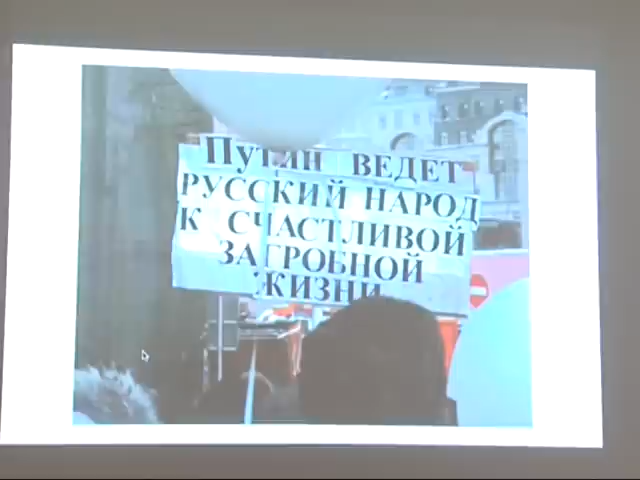 Путин ВЕДЕТ
РУССКИЙ НАРОД
К СЧАСТЛИВОЙ
ЗАГРОБНОЙ
ЖИЗНИ